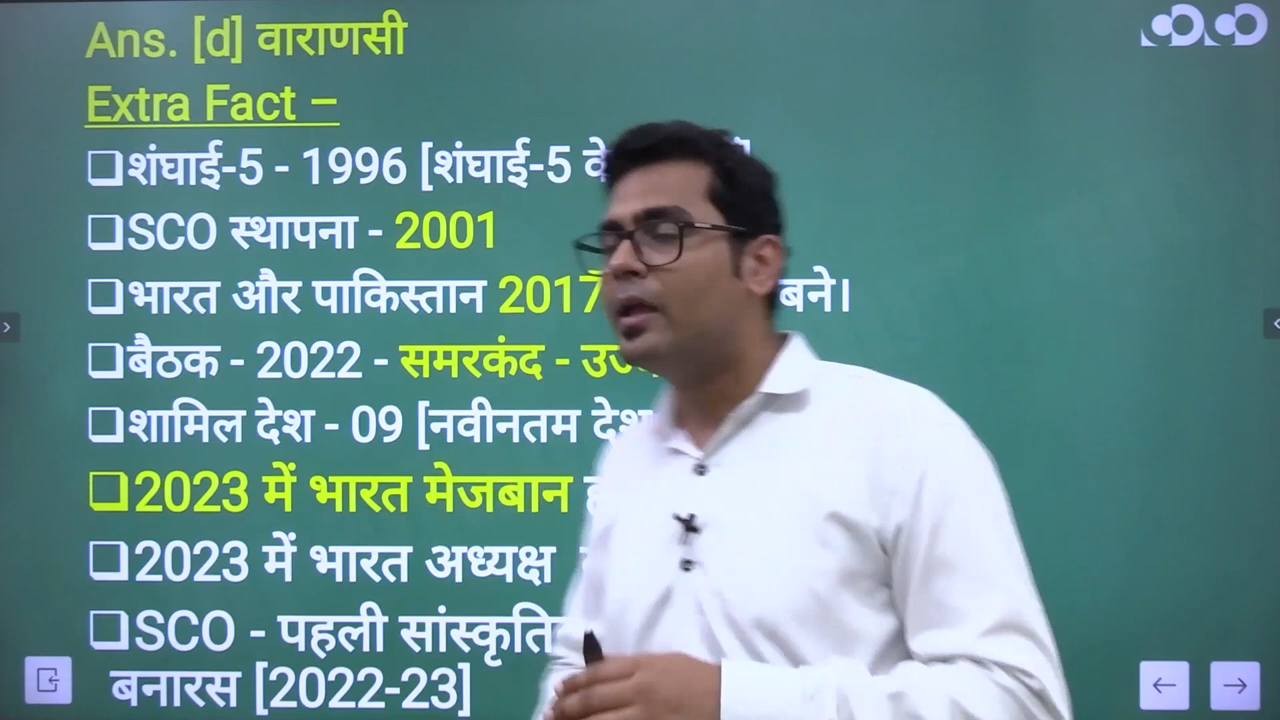 Ans. [d] वाराणसी
Extra Fact –
❑शंघाई-5 - 1996 [शंघाई-5
❑SCO स्थापना - 2001
❑भारत और पाकिस्तान 2017 बने।
❑बैठक - 2022 - समरकंद -
❑शामिल देश - 09 [नवीनतम
❑2023 में भारत मेजबान
❑2023 में भारत अध्यक्ष
❑SCO - पहली
बनारस [2022-23]